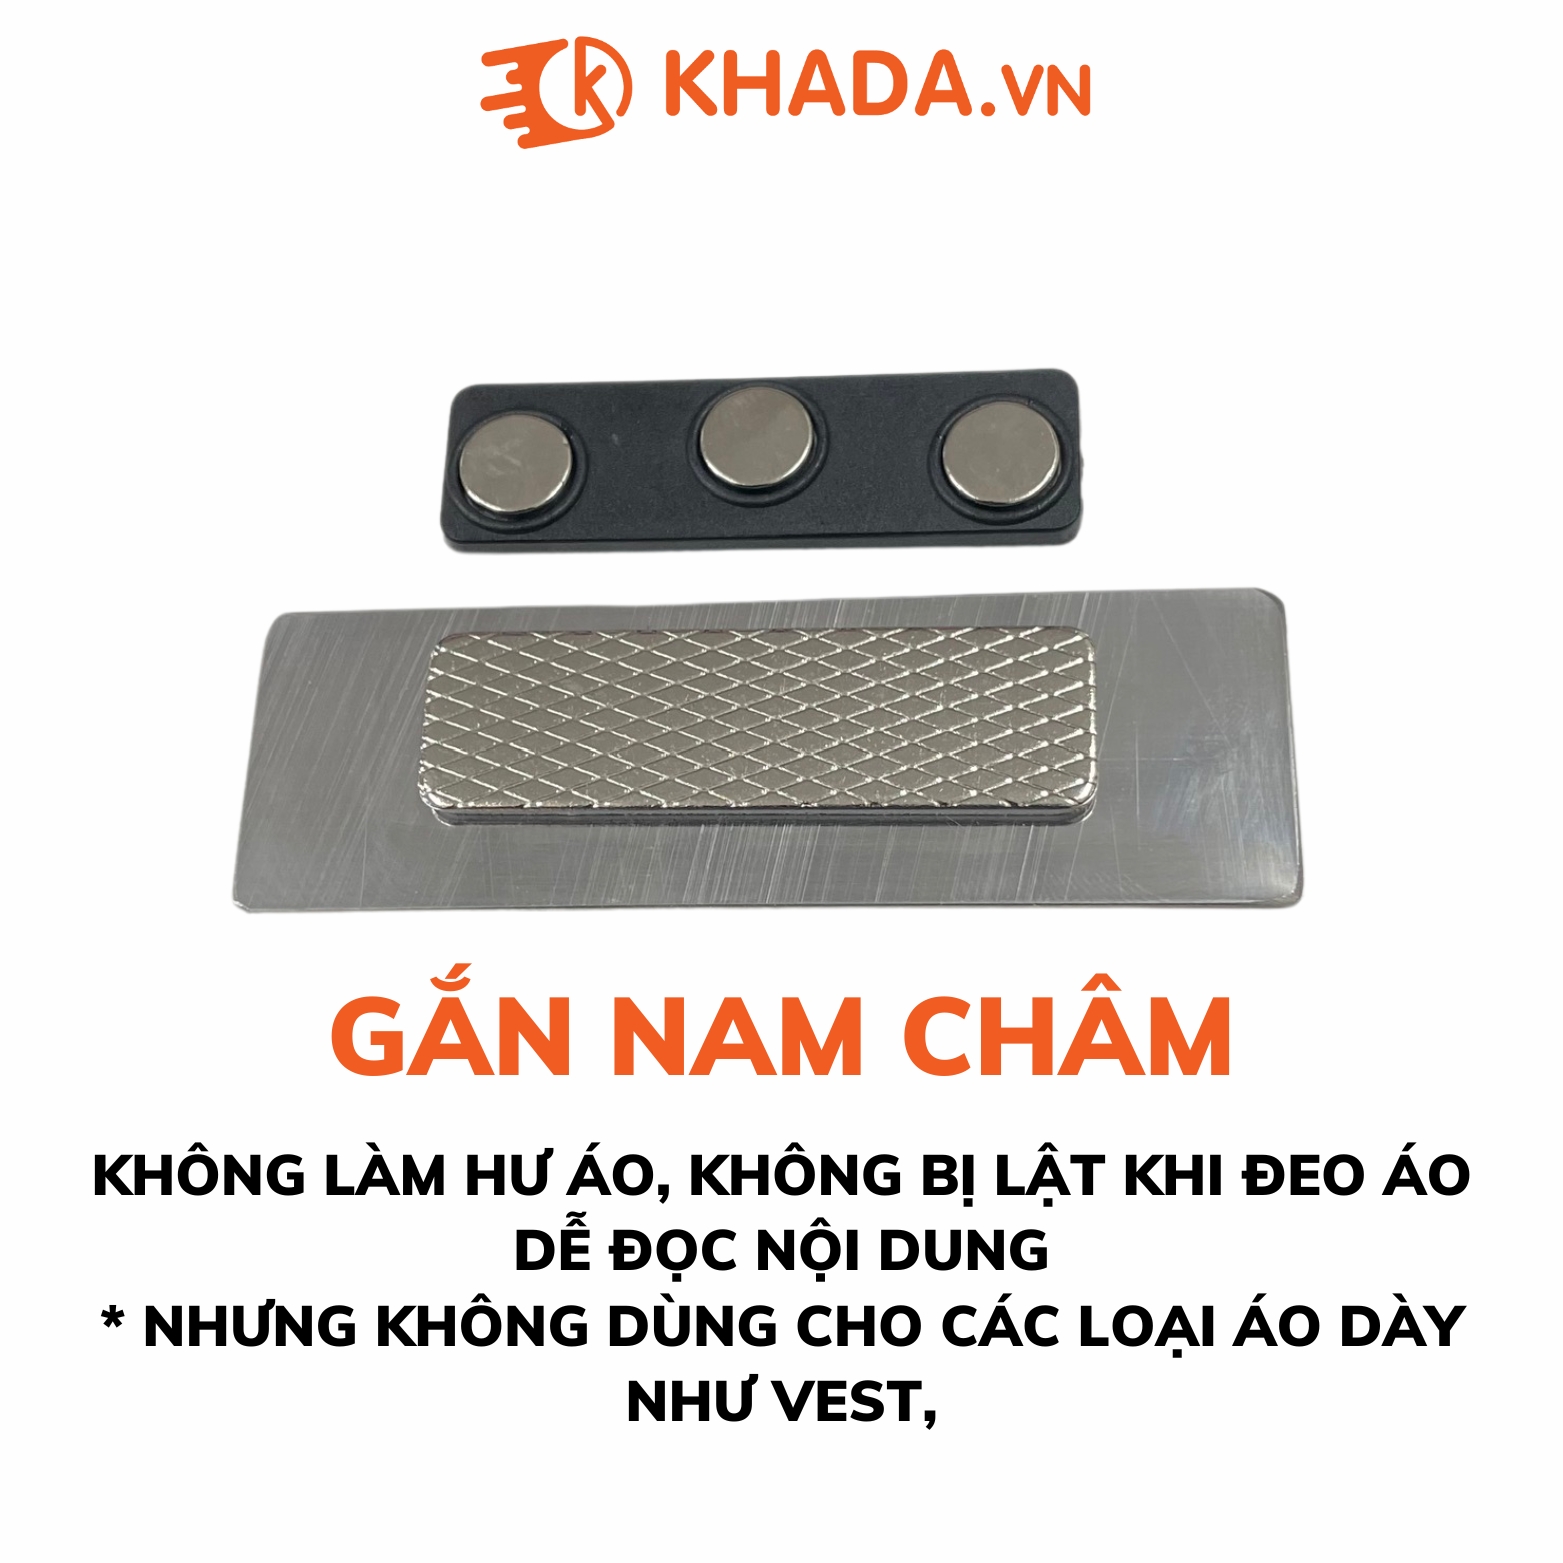 KHADA.VN
GẮN NAM CHÂM
KHÔNG LÀM HƯ ÁO, KHÔNG BỊ LẬT KHI ĐEO ÁO
DỄ ĐỌC NỘI DUNG
* NHƯNG KHÔNG DÙNG CHO CÁC LOẠI ÁO DÀY
NHƯ VEST,